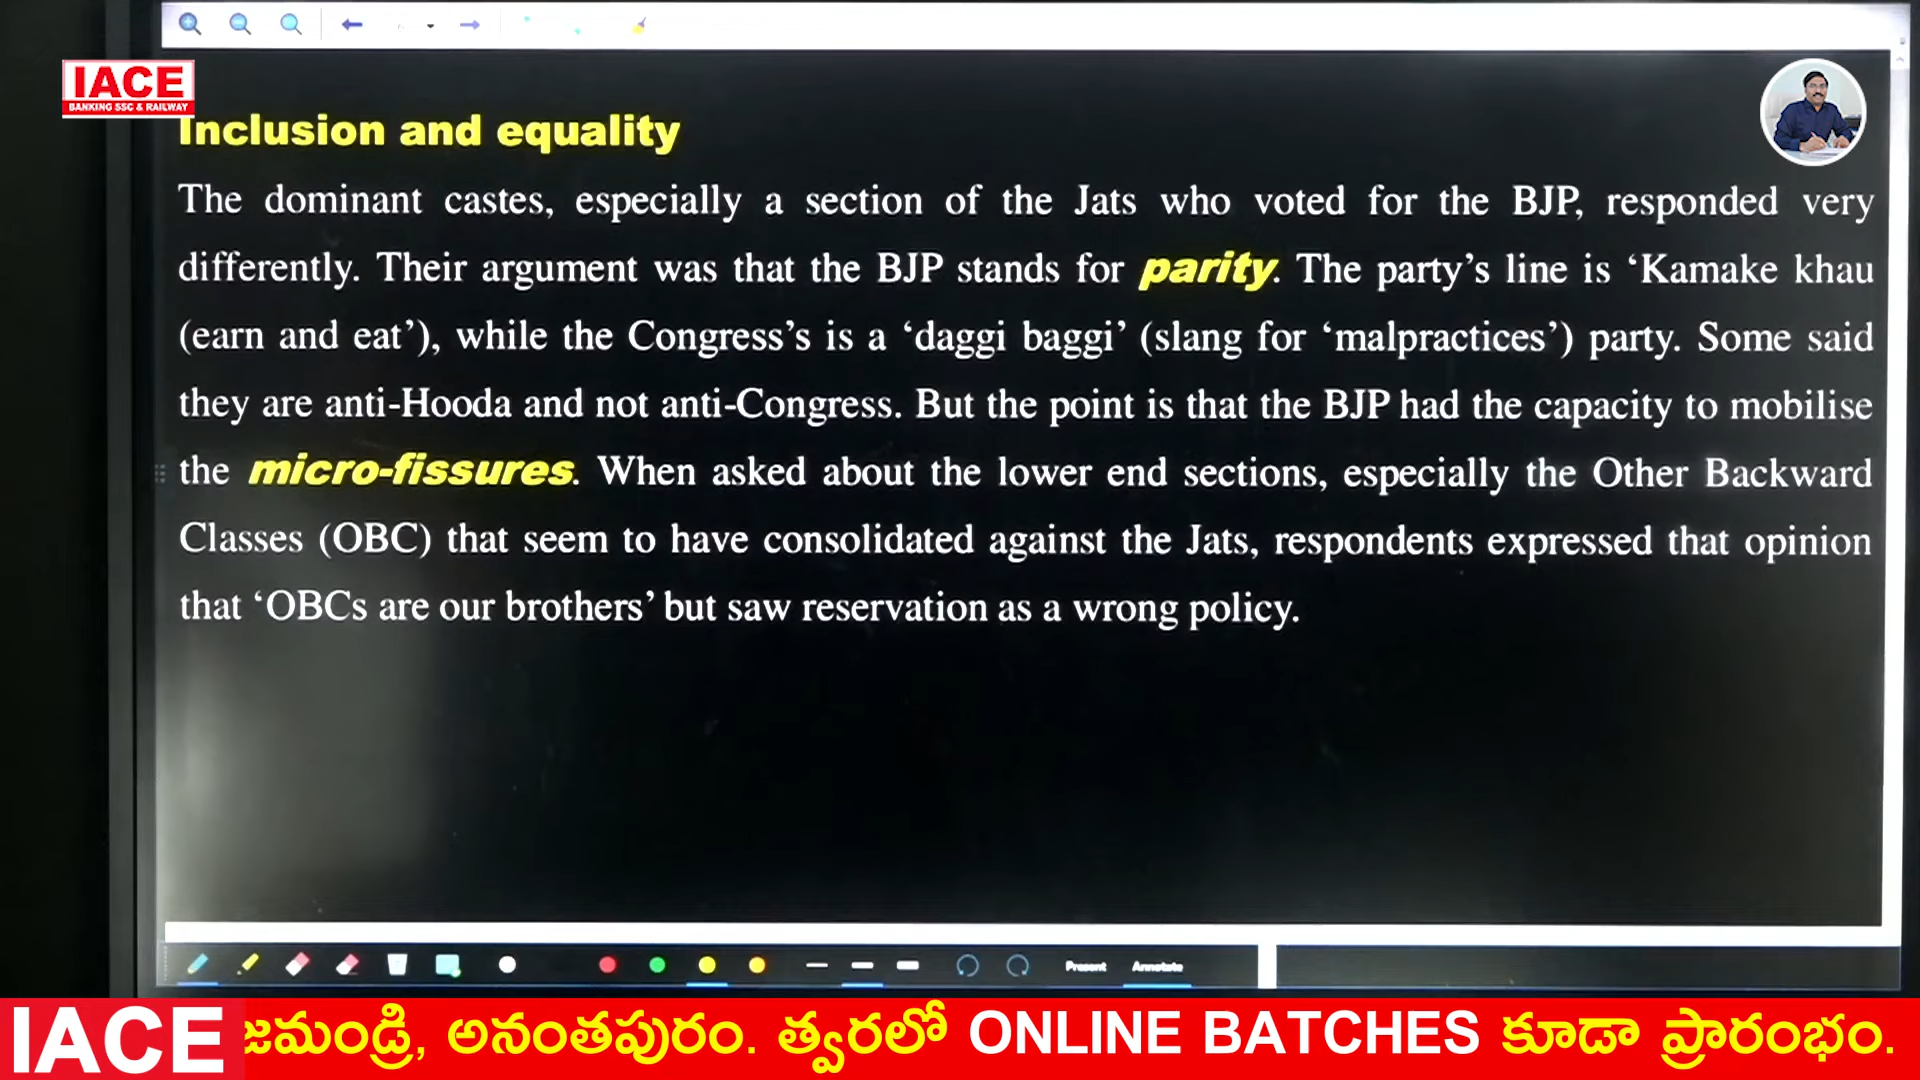 IACE
BANKING SSC & RAILWAY
Inclusion and equality
The dominant castes, especially a section of the Jats who voted for the BJP, responded very
differently. Their argument was that the BJP stands for parity. The party’s line is ‘Kamake khau
(earn and eat’), while the Congress’s is a ‘daggi baggi’ (slang for ‘malpractices’) party. Some said
they are anti-Hooda and not anti-Congress. But the point is that the BJP had the capacity to mobilise
the micro-fissures. When asked about the lower end sections, especially the Other Backward
Classes (OBC) that seem to have consolidated against the Jats, respondents expressed that opinion
that ‘OBCs are our brothers’ but saw reservation as a wrong policy.
Present Annotate
IACE జమండ్రి, అనంతపురం. త్వరలో ONLINE BATCHES కూడా ప్రారంభం.